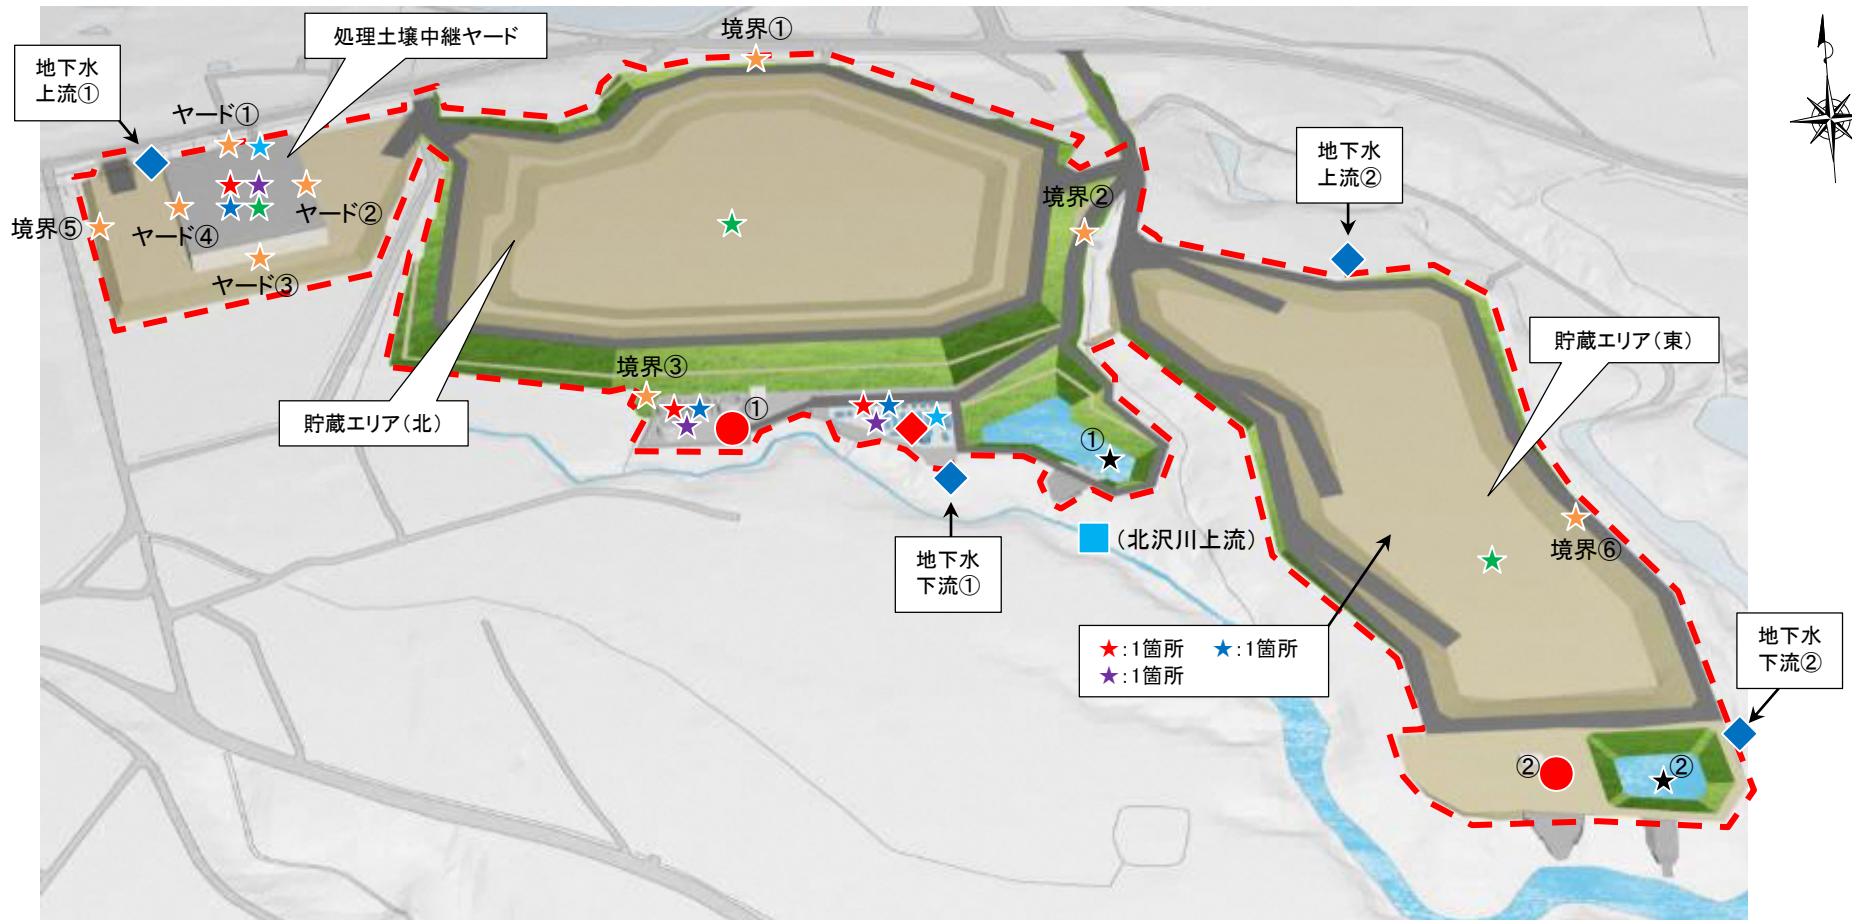 境界①
処理土壌中継ヤード
地下水
上流①
ヤード①
地下水
上流②
境界②
ヤード②
境界⑤
ヤード④
ヤード③
貯蔵エリア(東)
境界③
貯蔵エリア(北)
①
①
(北沢川上流)
境界⑥
地下水
下流①
★:1箇所 ★:1箇所
★:1箇所
地下水
下流②
②
②